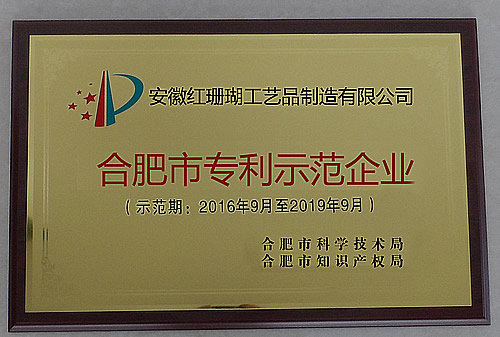 安徽红珊瑚工艺品制造有限公司
合肥市专利示范企业
（示范期：2016年9月至2019年9月）
合肥市科学技术局
合肥市知识产权局